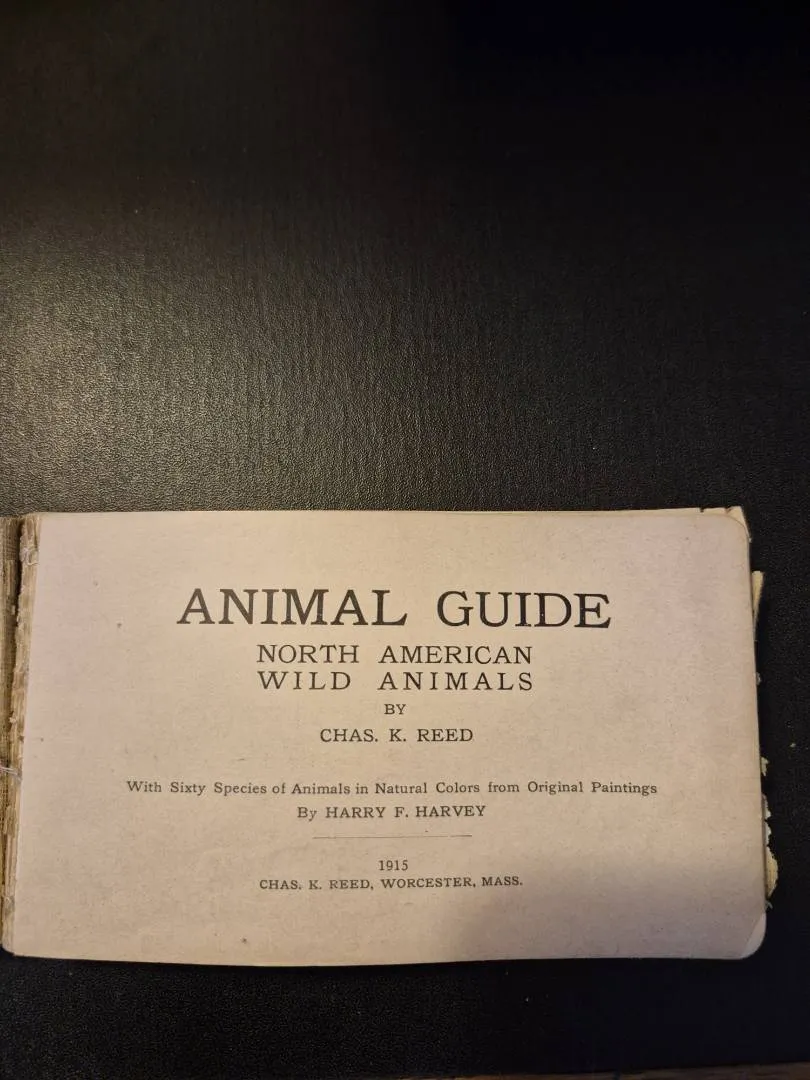 ANIMAL GUIDE
NORTH AMERICAN
WILD ANIMALS
BY
CHAS. K. REED
With Sixty Species of Animals in Natural Colors from Original Paintings
By HARRY F. HARVEY
1915
CHAS. K. REED, WORCESTER, MASS.